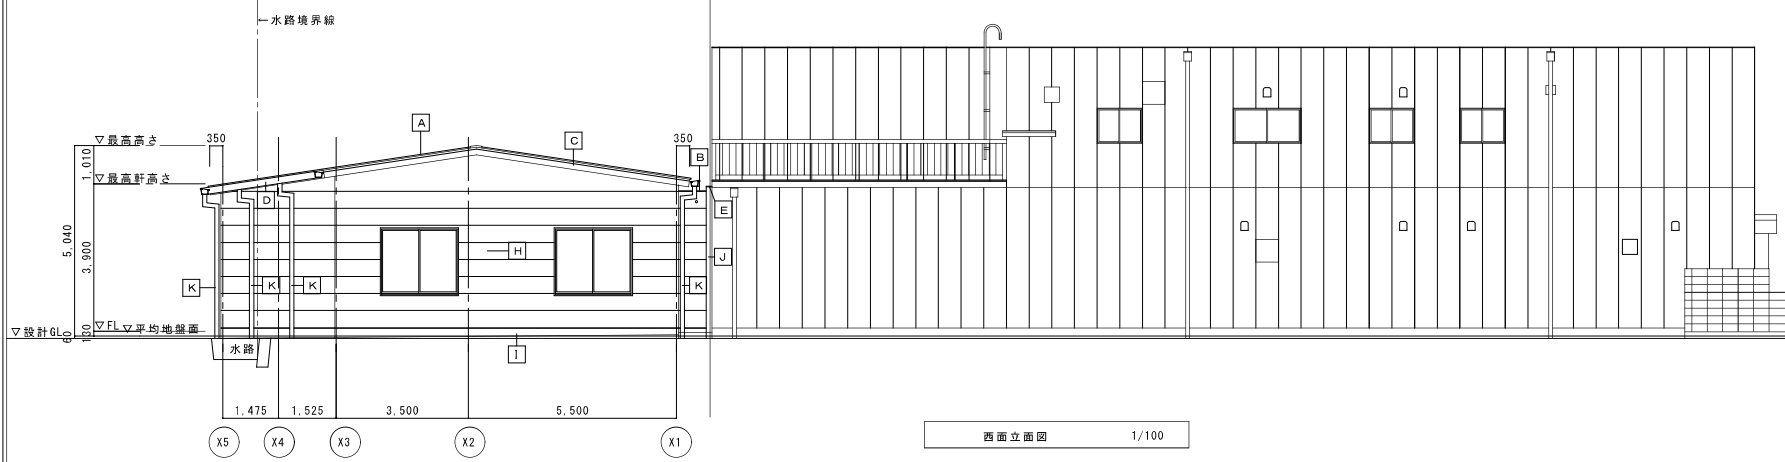 水路境界線
A
▽最高高さ
350
C
350
B
1,010
▽最高軒高さ
D
E
5,040
3,900
H
J
K
K
K
K
▽設計GL
▽FL
▽平均地盤面
60
130
水路
I
1,475
1,525
3,500
5,500
X5
X4
X3
X2
X1
西面立面図 1/100